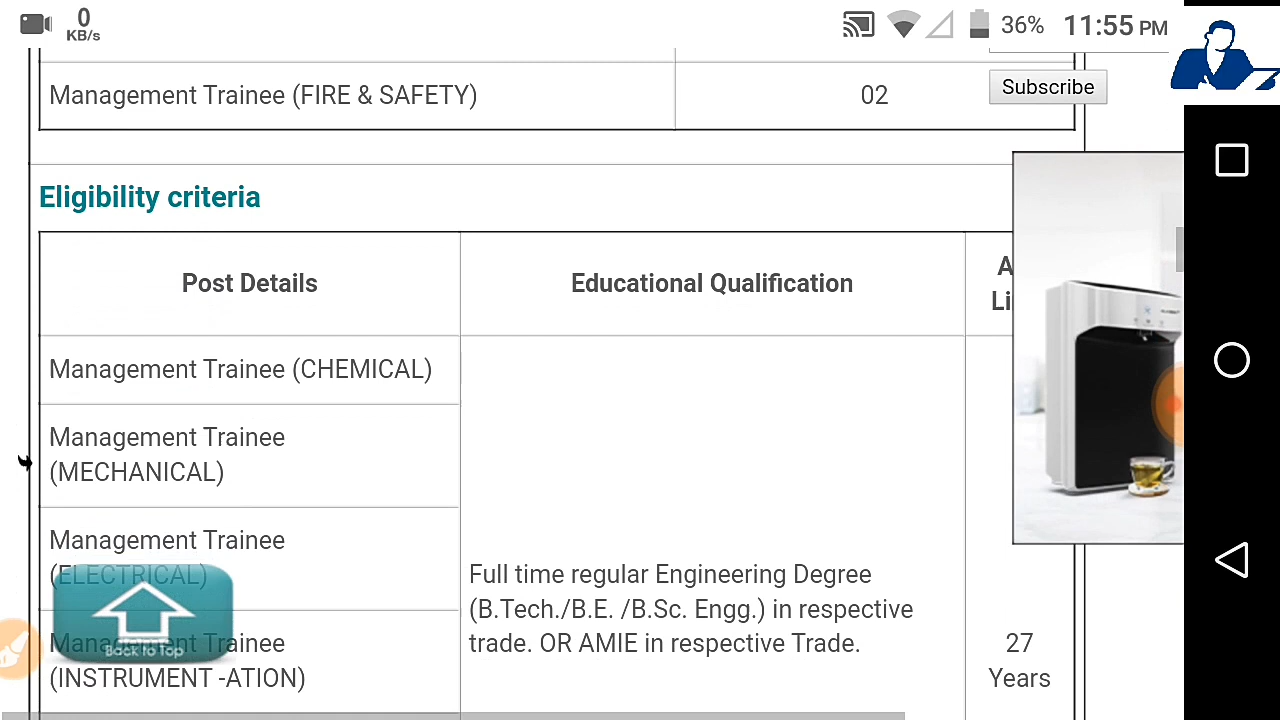 0
KB/s
36% 11:55 PM
Management Trainee (FIRE & SAFETY) 02
Subscribe
Eligibility criteria
Post Details Educational Qualification
Management Trainee (CHEMICAL)
Management Trainee
(MECHANICAL)
Management Trainee
(ELECTRICAL)
Management Trainee
(INSTRUMENT -ATION)
Back to Top
Full time regular Engineering Degree
(B.Tech./B.E. /B.Sc. Engg.) in respective
trade. OR AMIE in respective Trade.
27
Years